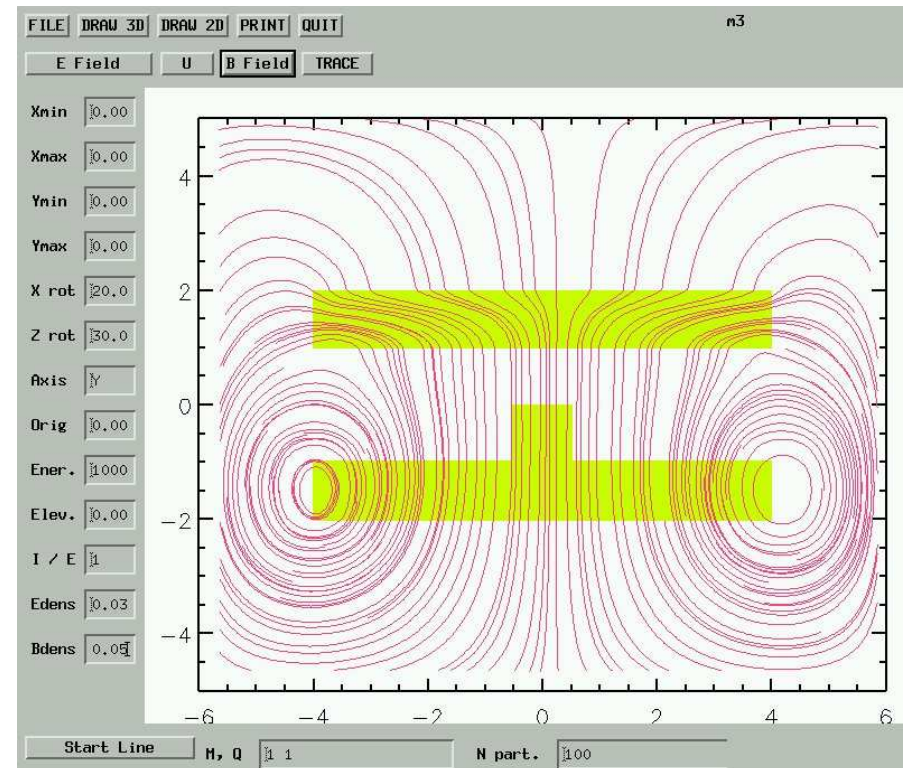 FILE DRAW 3D DRAW 2D PRINT QUIT m3
E Field U B Field TRACE
Xmin 0.00
Xmax 0.00
Ymin 0.00
Ymax 0.00
X rot 20.0
Z rot 30.0
Axis Y
Orig 0.00
Ener. 1000
Elev. 0.00
I / E 1
Edens 0.03
Bdens 0.05
4
2
0
−2
−4
−6 −4 −2 0 2 4 6
Start Line M, Q 1 1 N part. 100